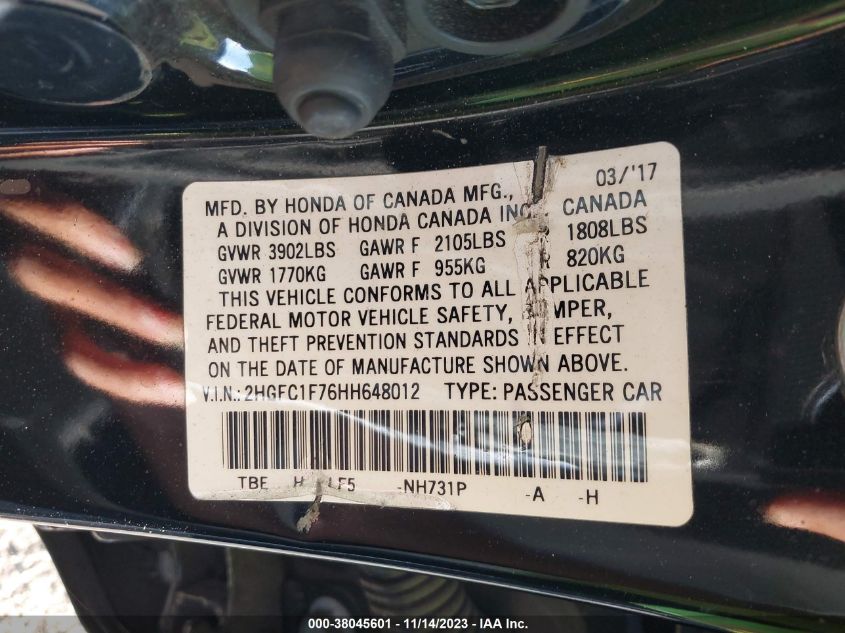 MFD. BY HONDA OF CANADA MFG., 03/'17
A DIVISION OF HONDA CANADA INC. CANADA
GVWR 3902LBS GAWR F 2105LBS 1808LBS
GVWR 1770KG GAWR F 955KG R 820KG
THIS VEHICLE CONFORMS TO ALL APPLICABLE
FEDERAL MOTOR VEHICLE SAFETY,
AND THEFT PREVENTION STANDARDS EFFECT
ON THE DATE OF MANUFACTURE SHOWN ABOVE.
V.I.N.: 2HGFC1F76HH648012 TYPE: PASSENGER CAR
TBE H -NH731P -A -H
000-38045601 - 11/14/2023 - IAA Inc.